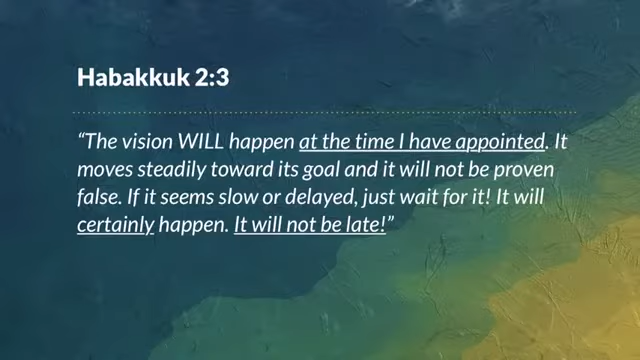 Habakkuk 2:3
“The vision WILL happen at the time I have appointed. It
moves steadily toward its goal and it will not be proven
false. If it seems slow or delayed, just wait for it! It will
certainly happen. It will not be late!”